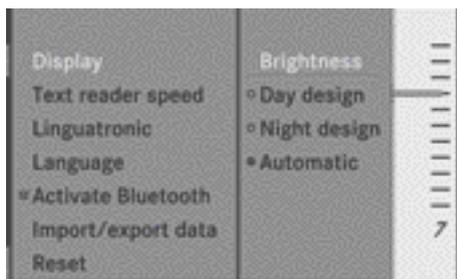 Display
Text reader speed
Linguatronic
Language
Activate Bluetooth
Import/export data
Reset
Brightness
Day design
Night design
Automatic
7